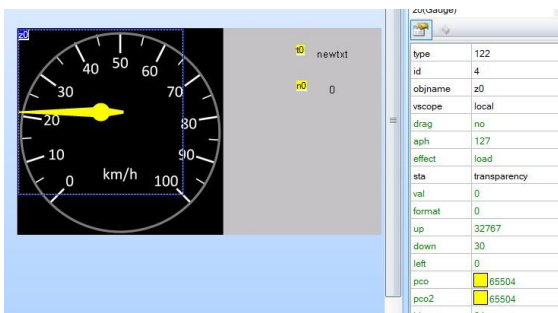 z0(Gauge)
z0
t0 newtxt
n0 0
40 50 60
30 70
20 80
10 90
0 km/h 100
type 122
id 4
objname z0
vscope local
drag no
aph 127
effect load
sta transparency
val 0
format 0
up 32767
down 30
left 0
pco 65504
pco2 65504